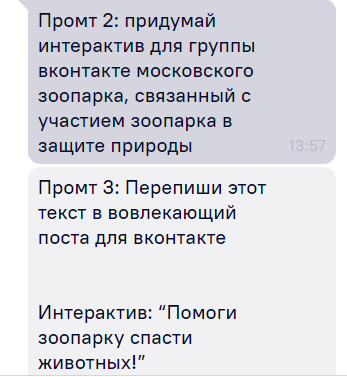 Промт 2: придумай
интерактив для группы
вконтакте московского
зоопарка, связанный с
участием зоопарка в
защите природы
13:57
Промт 3: Перепиши этот
текст в вовлекающий
поста для вконтакте
Интерактив: “Помоги
зоопарку спасти
животных!”